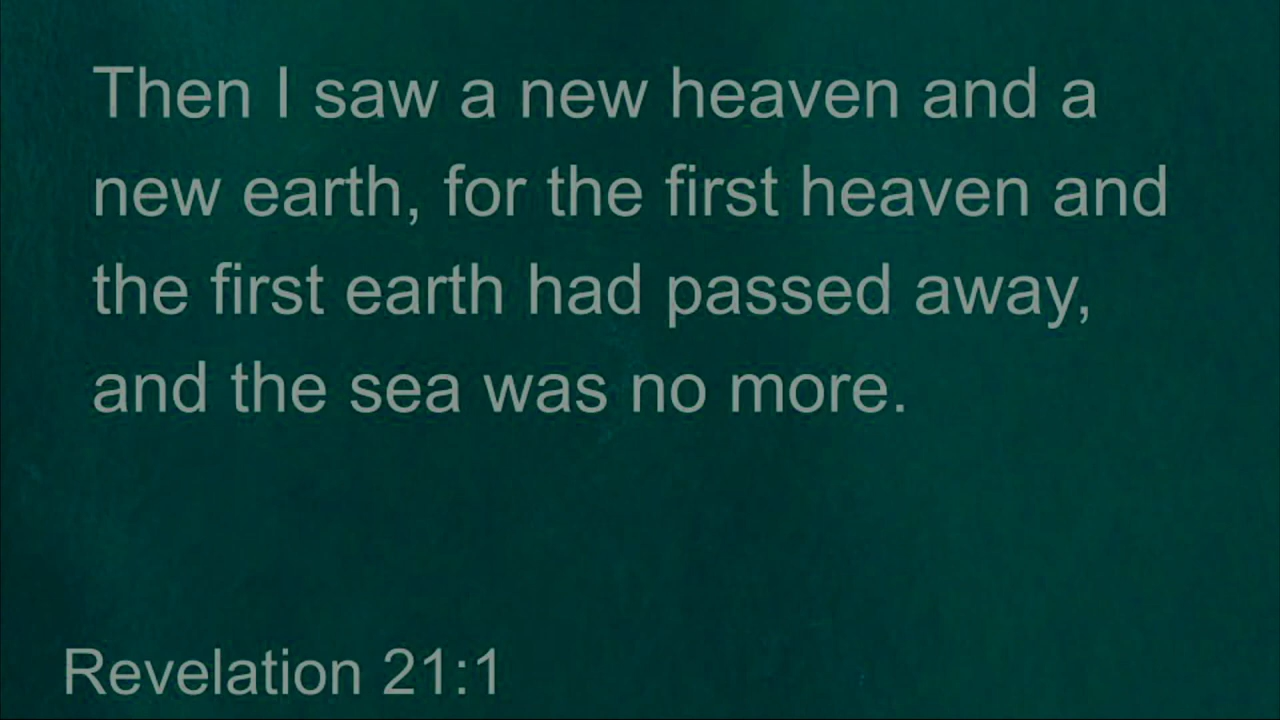 Then I saw a new heaven and a
new earth, for the first heaven and
the first earth had passed away,
and the sea was no more.
Revelation 21:1